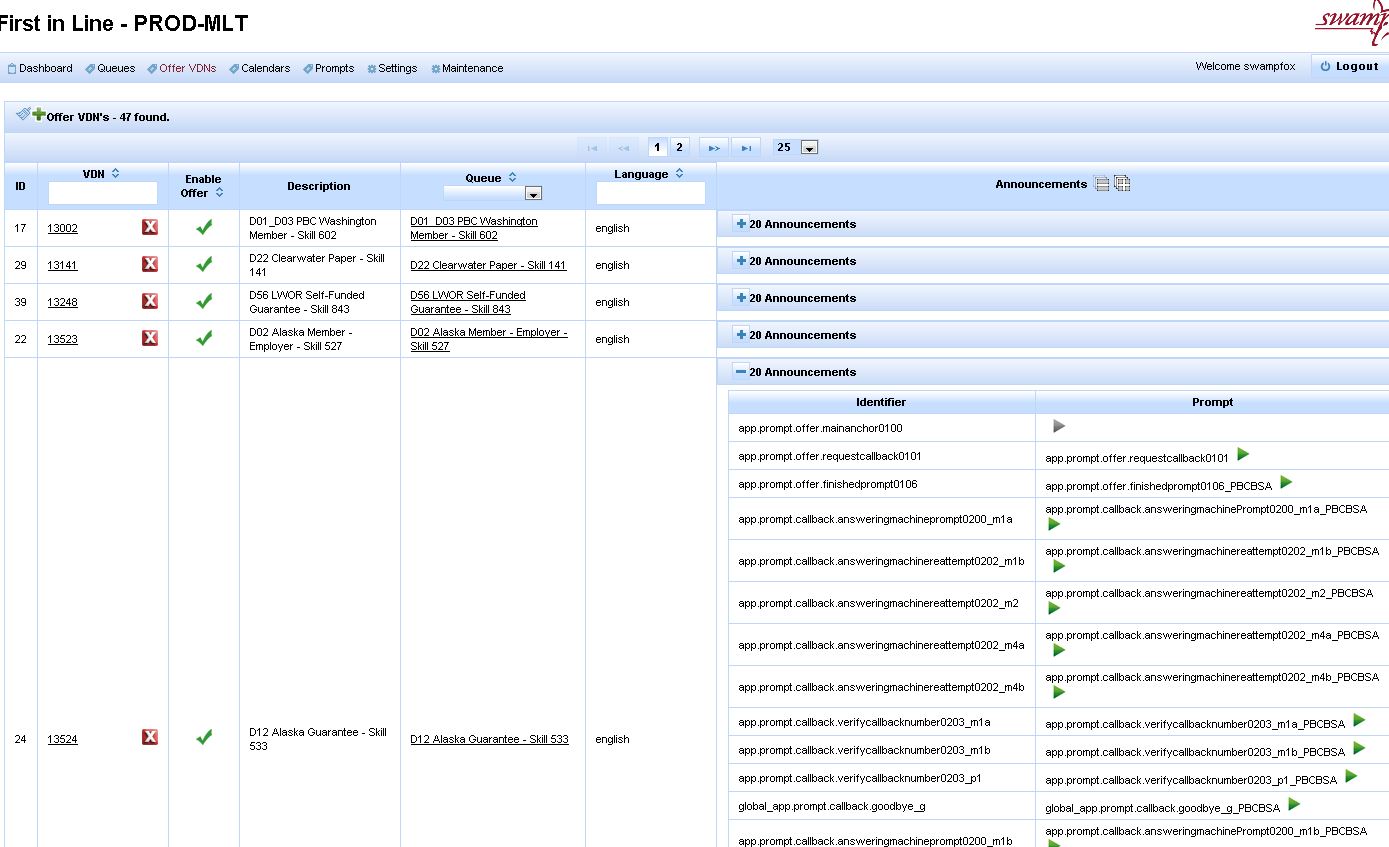 First in Line - PROD-MLT
swamp
Dashboard Queues Offer VDNs Calendars Prompts Settings Maintenance
Welcome swampfox Logout
Offer VDN's - 47 found.
1 2 25
ID VDN Enable Offer Description Queue Language Announcements
17 13002 D01_D03 PBC Washington Member - Skill 602 D01_D03 PBC Washington Member - Skill 602 english 20 Announcements
29 13141 D22 Clearwater Paper - Skill 141 D22 Clearwater Paper - Skill 141 english 20 Announcements
39 13248 D56 LWOR Self-Funded Guarantee - Skill 843 D56 LWOR Self-Funded Guarantee - Skill 843 english 20 Announcements
22 13523 D02 Alaska Member - Employer - Skill 527 D02 Alaska Member - Employer - Skill 527 english 20 Announcements
20 Announcements
Identifier Prompt
app.prompt.offer.mainanchor0100
app.prompt.offer.requestcallback0101 app.prompt.offer.requestcallback0101
app.prompt.offer.finishedprompt0106 app.prompt.offer.finishedprompt0106_PBCBSA
app.prompt.callback.answeringmachineprompt0200_m1a app.prompt.callback.answeringmachinePrompt0200_m1a_PBCBSA
app.prompt.callback.answeringmachinereattempt0202_m1b app.prompt.callback.answeringmachinereattempt0202_m1b_PBCBSA
app.prompt.callback.answeringmachinereattempt0202_m2 app.prompt.callback.answeringmachinereattempt0202_m2_PBCBSA
app.prompt.callback.answeringmachinereattempt0202_m4a app.prompt.callback.answeringmachinereattempt0202_m4a_PBCBSA
app.prompt.callback.answeringmachinereattempt0202_m4b app.prompt.callback.answeringmachinereattempt0202_m4b_PBCBSA
app.prompt.callback.verifycallbacknumber0203_m1a app.prompt.callback.verifycallbacknumber0203_m1a_PBCBSA
24 13524 D12 Alaska Guarantee - Skill 533 D12 Alaska Guarantee - Skill 533 english
app.prompt.callback.verifycallbacknumber0203_m1b app.prompt.callback.verifycallbacknumber0203_m1b_PBCBSA
app.prompt.callback.verifycallbacknumber0203_p1 app.prompt.callback.verifycallbacknumber0203_p1_PBCBSA
global_app.prompt.callback.goodbye_g global_app.prompt.callback.goodbye_g_PBCBSA
app.prompt.callback.answeringmachineprompt0200_m1b app.prompt.callback.answeringmachinePrompt0200_m1b_PBCBSA